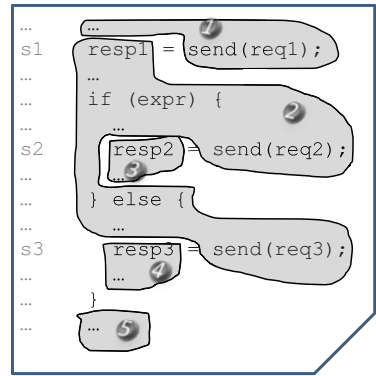 … … 1
s1 resp1 = send(req1);
… …
… if (expr) { 2
… …
s2 resp2 = send(req2);
… … 3
… } else {
… …
s3 resp3 = send(req3);
… … 4
… }
… … 5